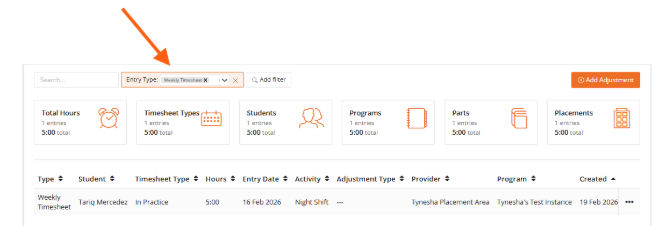 Search...
Entry Type: Weekly Timesheet x
Add filter
Add Adjustment
Total Hours
1 entries
5:00 total
Timesheet Types
1 entries
5:00 total
Students
1 entries
5:00 total
Programs
1 entries
5:00 total
Parts
1 entries
5:00 total
Placements
1 entries
5:00 total
Type Student Timesheet Type Hours Entry Date Activity Adjustment Type Provider Program Created
Weekly Timesheet Tariq Mercedez In Practice 5:00 16 Feb 2026 Night Shift --- Tynesha Placement Area Tynesha's Test Instance 19 Feb 2026 •••